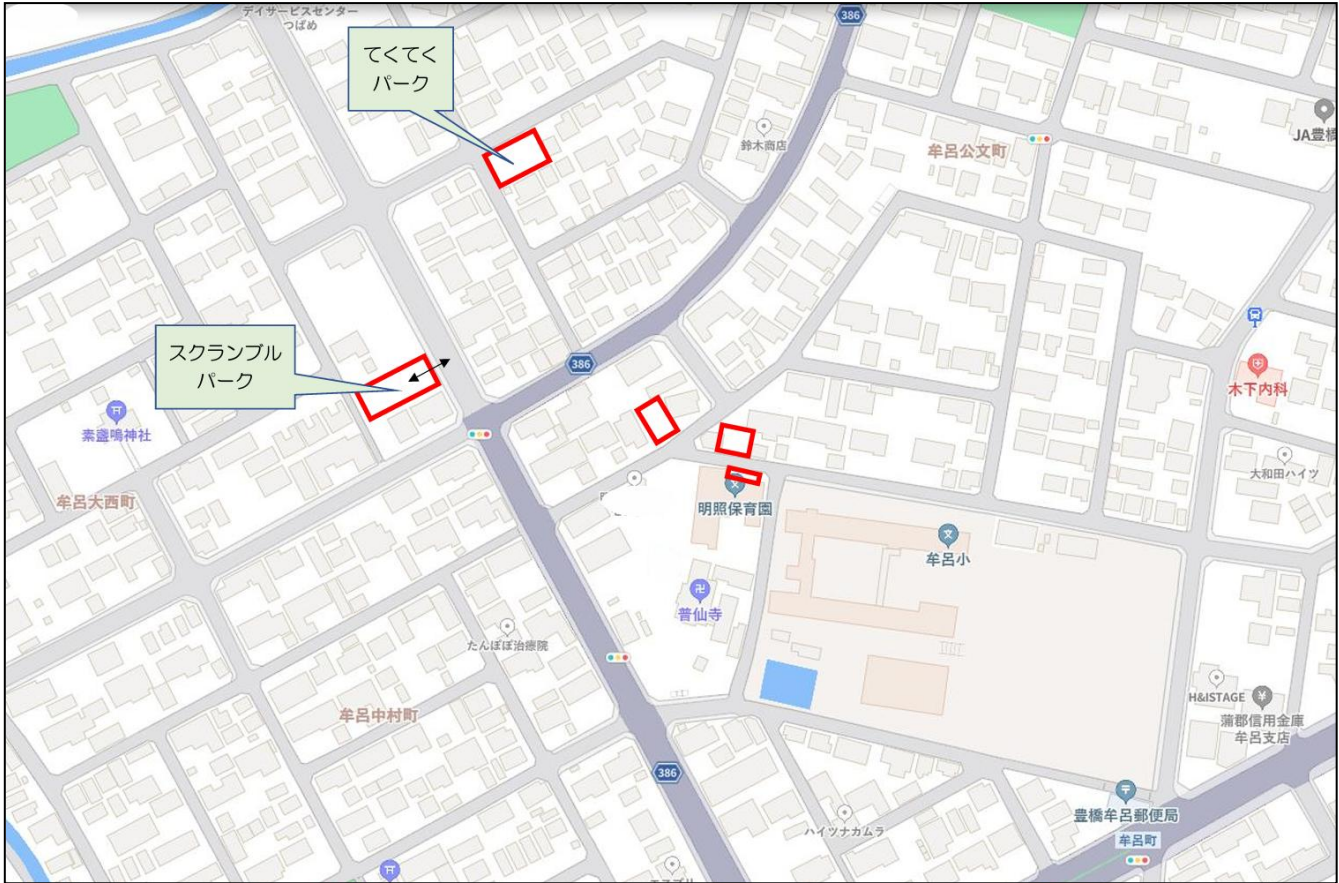 デイサービスセンター
つばめ
386
てくてく
パーク
鈴木商店
牟呂公文町
JA豊橋
386
スクランブル
パーク
素盞嗚神社
木下内科
大和田ハイツ
牟呂大西町
明照保育園
牟呂小
普仙寺
たんぽぽ治療院
牟呂中村町
H&ISTAGE
蒲郡信用金庫
牟呂支店
386
豊橋牟呂郵便局
ハイツナカムラ
牟呂町